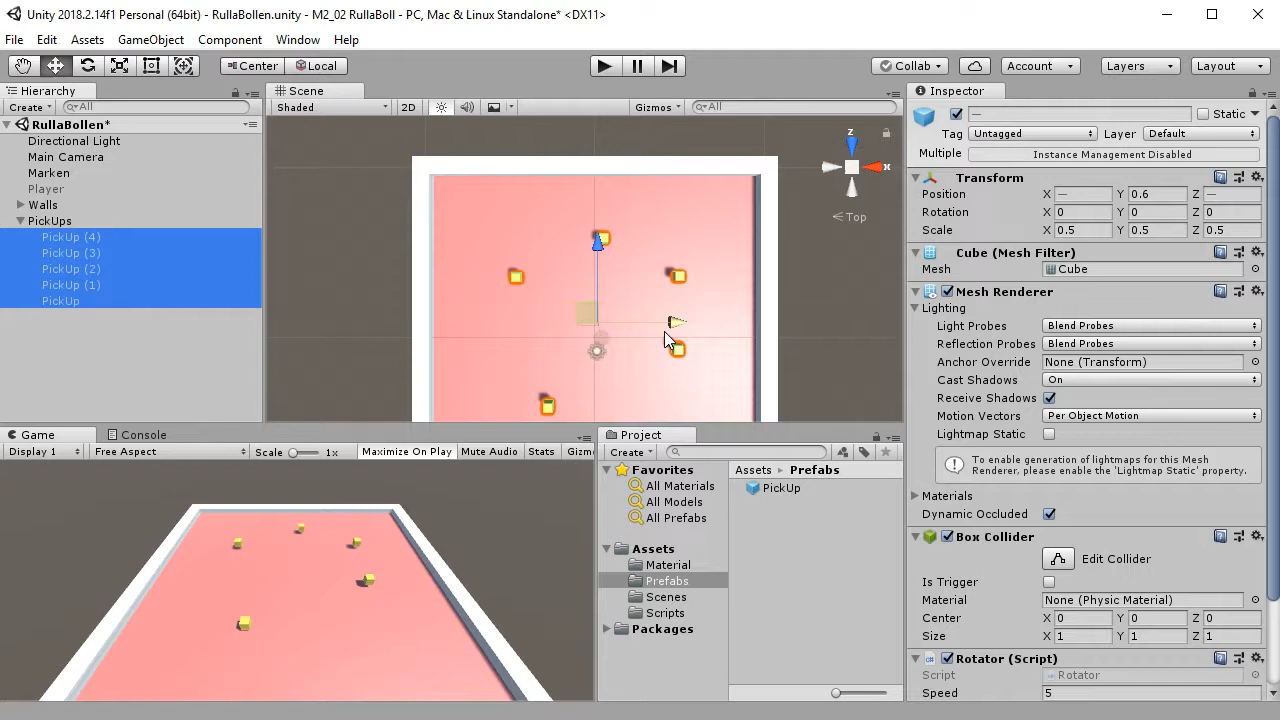 Unity 2018.2.14f1 Personal (64bit) - RullaBollen.unity - M2_02 RullaBoll - PC, Mac & Linux Standalone* <DX11>
File Edit Assets GameObject Component Window Help
Center Local Collab Account Layers Layout
Hierarchy
Create All
RullaBollen*
Directional Light
Main Camera
Marken
Player
Walls
PickUps
PickUp (4)
PickUp (3)
PickUp (2)
PickUp (1)
PickUp
Scene
Shaded 2D Gizmos All
z
x
Top
Game Console
Display 1 Free Aspect Scale 1x Maximize On Play Mute Audio Stats Gizm
Project
Create
Favorites
All Materials
All Models
All Prefabs
Assets
Material
Prefabs
Scenes
Scripts
Packages
Assets Prefabs
PickUp
Inspector
— Static
Tag Untagged Layer Default
Multiple Instance Management Disabled
Transform
Position X — Y 0.6 Z —
Rotation X 0 Y 0 Z 0
Scale X 0.5 Y 0.5 Z 0.5
Cube (Mesh Filter)
Mesh Cube
Mesh Renderer
Lighting
Light Probes Blend Probes
Reflection Probes Blend Probes
Anchor Override None (Transform)
Cast Shadows On
Receive Shadows
Motion Vectors Per Object Motion
Lightmap Static
To enable generation of lightmaps for this Mesh
Renderer, please enable the 'Lightmap Static' property.
Materials
Dynamic Occluded
Box Collider
Edit Collider
Is Trigger
Material None (Physic Material)
Center X 0 Y 0 Z 0
Size X 1 Y 1 Z 1
Rotator (Script)
Script Rotator
Speed 5